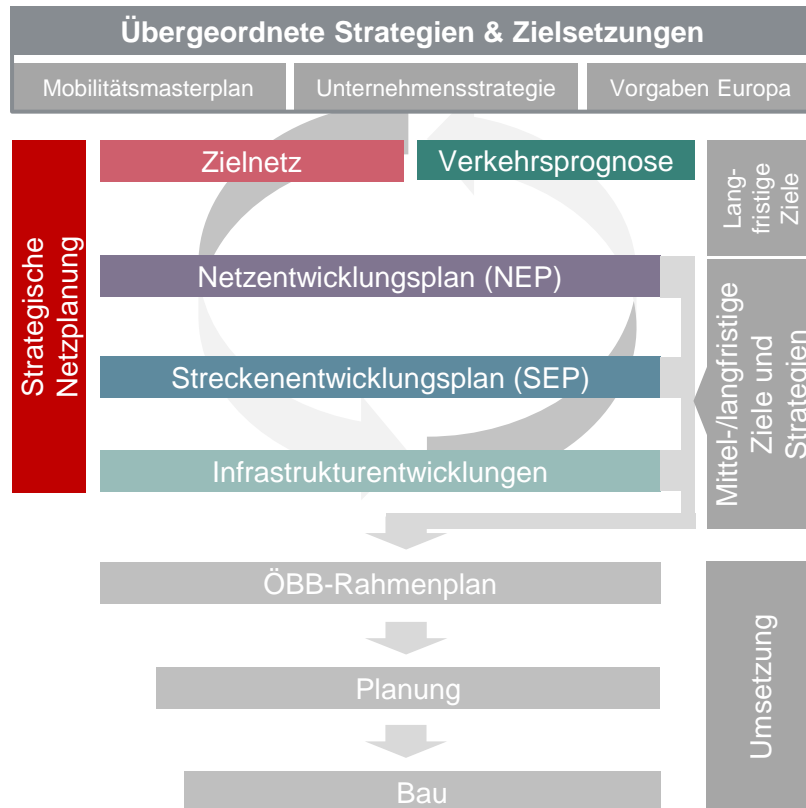 Übergeordnete Strategien & Zielsetzungen
Mobilitätsmasterplan
Unternehmensstrategie
Vorgaben Europa
Strategische
Netzplanung
Zielnetz
Verkehrsprognose
Lang-
fristige
Ziele
Netzentwicklungsplan (NEP)
Streckenentwicklungsplan (SEP)
Infrastrukturentwicklungen
Mittel-/langfristige
Ziele und
Strategien
ÖBB-Rahmenplan
Planung
Bau
Umsetzung